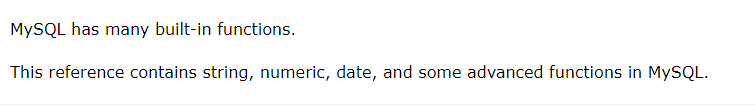 MySQL has many built-in functions.
This reference contains string, numeric, date, and some advanced functions in MySQL.